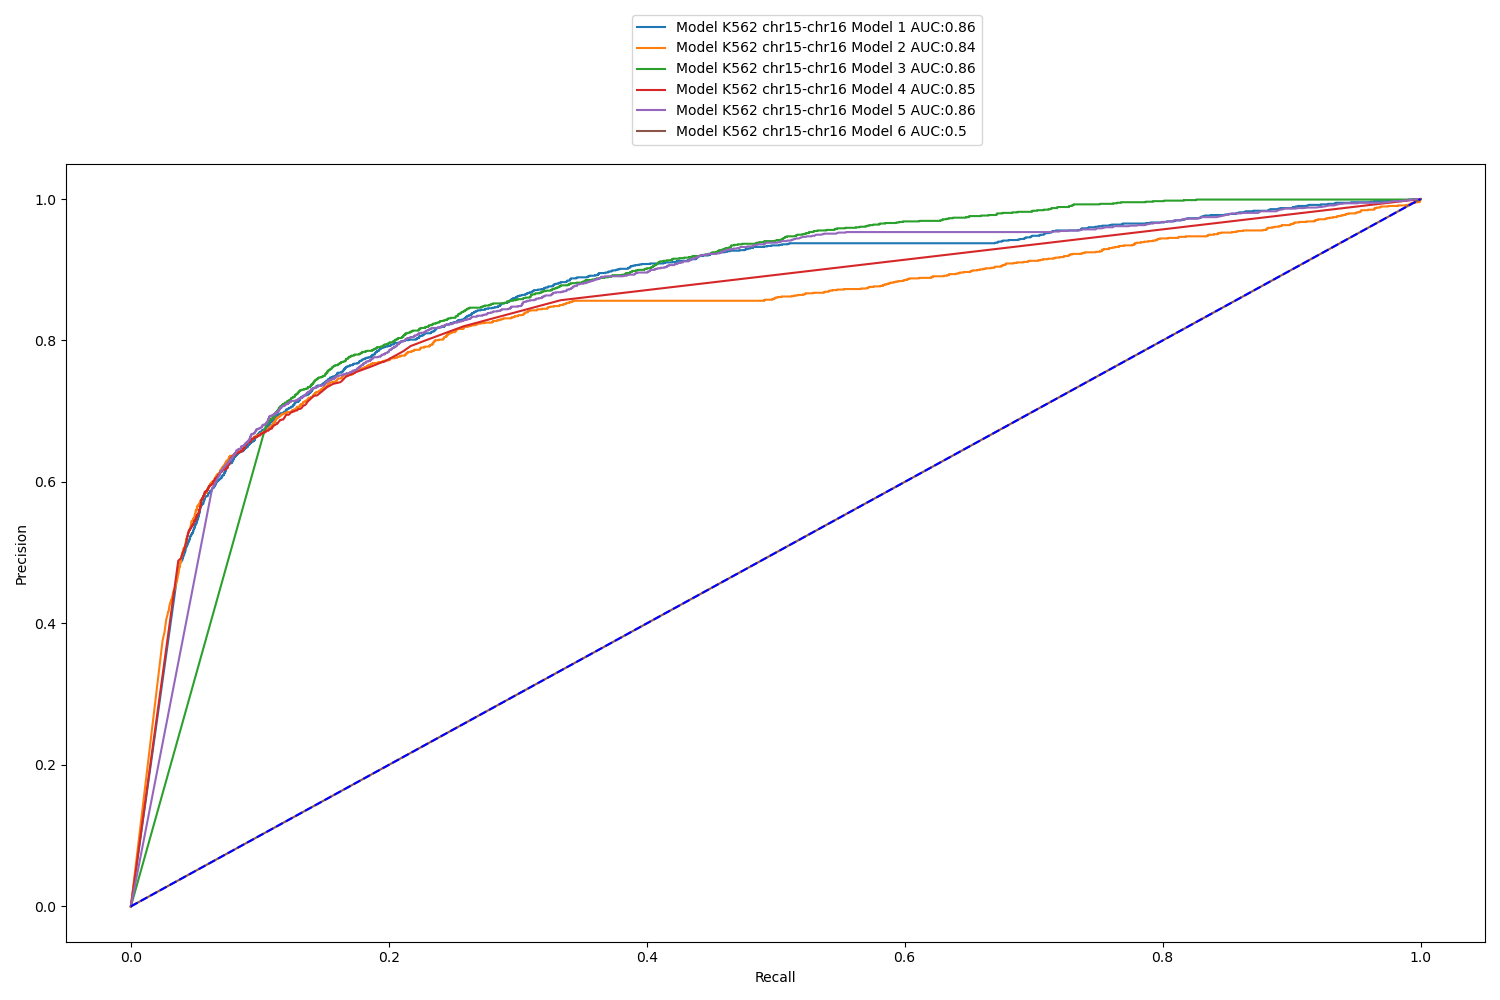 Model K562 chr15-chr16 Model 1 AUC:0.86
Model K562 chr15-chr16 Model 2 AUC:0.84
Model K562 chr15-chr16 Model 3 AUC:0.86
Model K562 chr15-chr16 Model 4 AUC:0.85
Model K562 chr15-chr16 Model 5 AUC:0.86
Model K562 chr15-chr16 Model 6 AUC:0.5
1.0
0.8
0.6
0.4
0.2
0.0
Precision
0.0 0.2 0.4 0.6 0.8 1.0
Recall